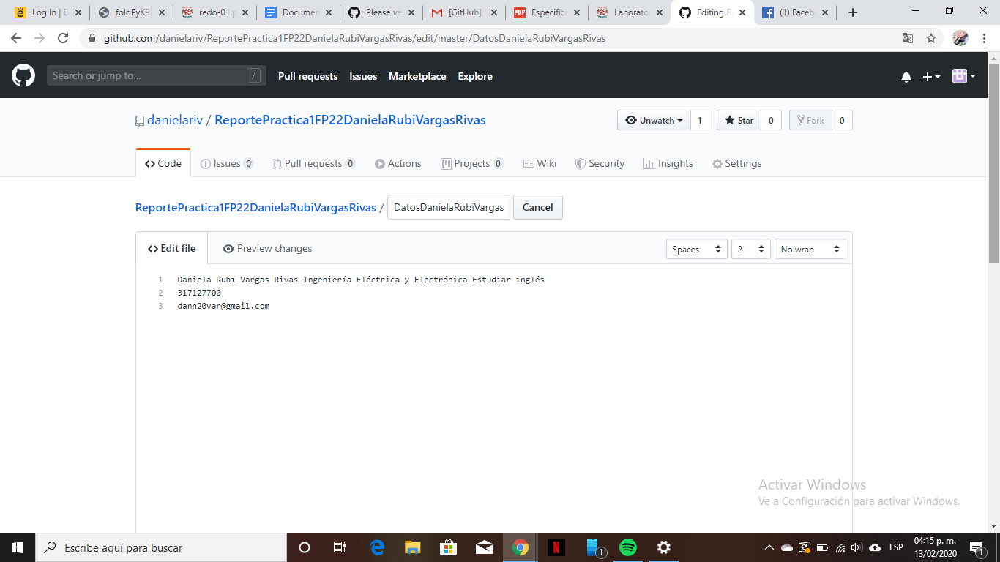 Log In | E
foldPyK9
redo-01.p
Documen
Please ve
[GitHub]
Especifica
Laborato
Editing R
(1) Faceb
github.com/danielariv/ReportePractica1FP22DanielaRubiVargasRivas/edit/master/DatosDanielaRubiVargasRivas
Search or jump to... /
Pull requests Issues Marketplace Explore
danielariv / ReportePractica1FP22DanielaRubiVargasRivas
Unwatch 1 Star 0 Fork 0
Code Issues 0 Pull requests 0 Actions Projects 0 Wiki Security Insights Settings
ReportePractica1FP22DanielaRubiVargasRivas / DatosDanielaRubiVargas Cancel
Edit file Preview changes Spaces 2 No wrap
1 Daniela Rubí Vargas Rivas Ingeniería Eléctrica y Electrónica Estudiar inglés
2 317127700
3 dann20var@gmail.com
Activar Windows
Ve a Configuración para activar Windows.
Escribe aquí para buscar
1
ESP
04:15 p. m.
13/02/2020
1